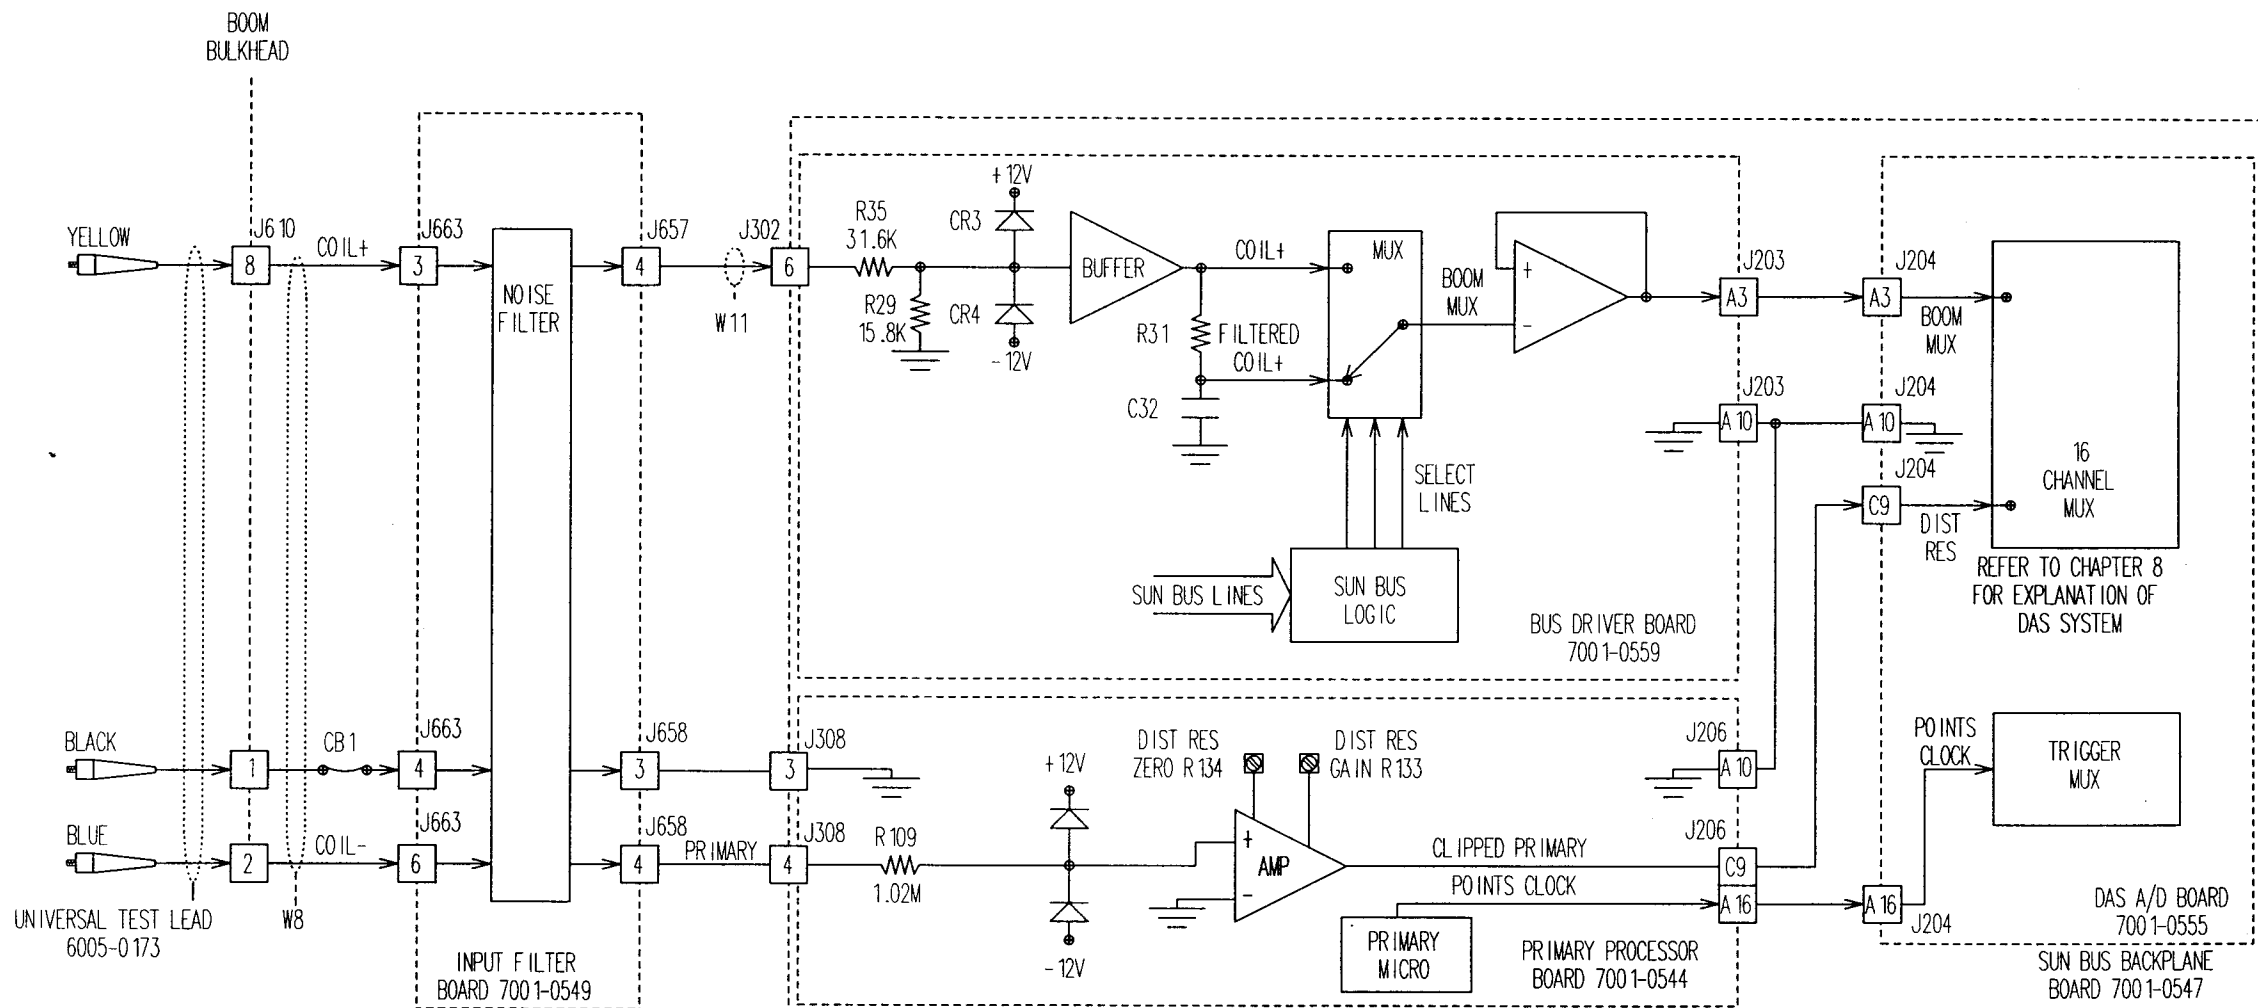 BOOM
BULKHEAD
YELLOW
J610
8
COIL+
J663
3
NOISE
FILTER
J657
4
W11
J302
6
R35
31.6K
R29
15.8K
+12V
CR3
CR4
-12V
BUFFER
COIL+
R31
FILTERED
COIL+
C32
MUX
BOOM
MUX
+
-
J203
A3
J204
A3
BOOM
MUX
J203
A10
J204
A10
J204
C9
DIST
RES
16
CHANNEL
MUX
REFER TO CHAPTER 8
FOR EXPLANATION OF
DAS SYSTEM
SELECT
LINES
SUN BUS LINES
SUN BUS
LOGIC
BUS DRIVER BOARD
7001-0559
BLACK
1
CB1
J663
4
J658
3
J308
3
BLUE
2
COIL-
J663
6
J658
4
PRIMARY
J308
4
R109
1.02M
+12V
-12V
DIST RES
ZERO R134
DIST RES
GAIN R133
+
AMP
-
CLIPPED PRIMARY
POINTS CLOCK
PRIMARY
MICRO
J206
A10
J206
C9
A16
A16
J204
POINTS
CLOCK
TRIGGER
MUX
UNIVERSAL TEST LEAD
6005-0173
W8
INPUT FILTER
BOARD 7001-0549
PRIMARY PROCESSOR
BOARD 7001-0544
DAS A/D BOARD
7001-0555
SUN BUS BACKPLANE
BOARD 7001-0547